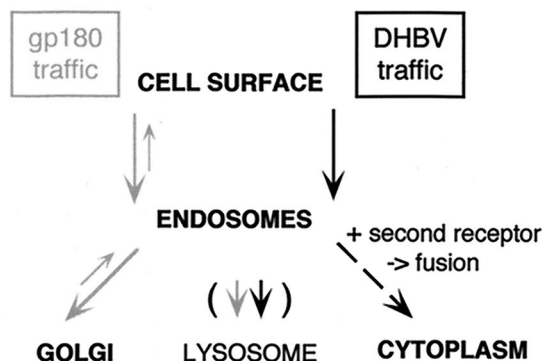 gp180
traffic
DHBV
traffic
CELL SURFACE
ENDOSOMES
+ second receptor
-> fusion
( )
GOLGI
LYSOSOME
CYTOPLASM